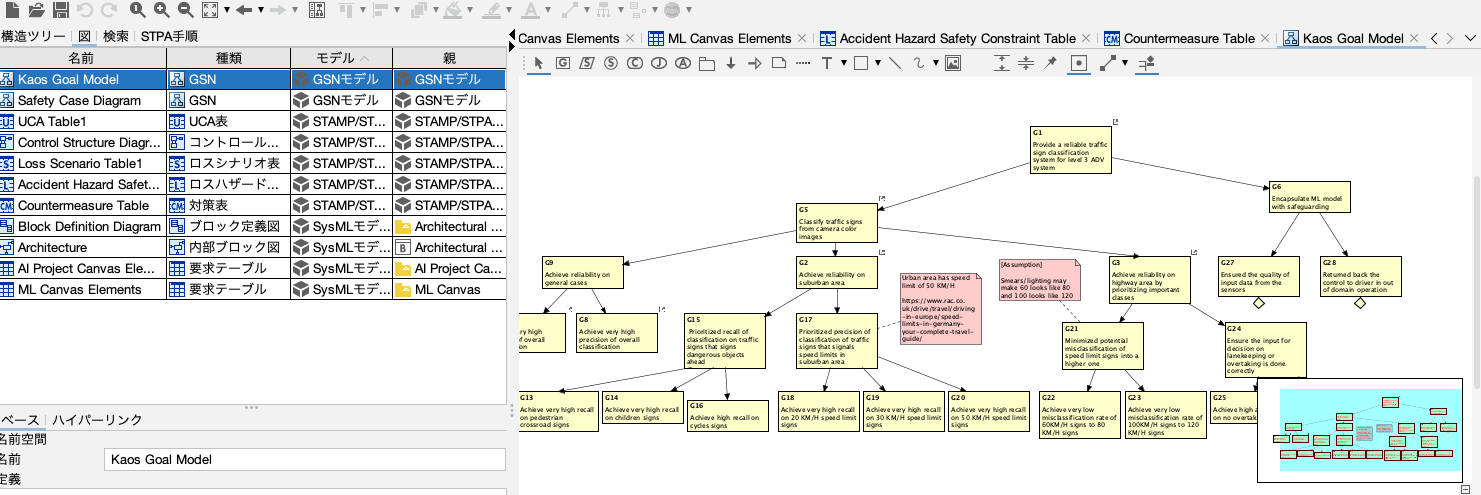 構造ツリー 図 検索 STPA手順
Canvas Elements ML Canvas Elements Accident Hazard Safety Constraint Table Countermeasure Table Kaos Goal Model
名前 種類 モデル 親
Kaos Goal Model GSN GSNモデル GSNモデル
Safety Case Diagram GSN GSNモデル GSNモデル
UCA Table1 UCA表 STAMP/ST... STAMP/STPA...
Control Structure Diagr... コントロール... STAMP/ST... STAMP/STPA...
Loss Scenario Table1 ロスシナリオ表 STAMP/ST... STAMP/STPA...
Accident Hazard Safet... ロスハザード... STAMP/ST... STAMP/STPA...
Countermeasure Table 対策表 STAMP/ST... STAMP/STPA...
Block Definition Diagram ブロック定義図 SysMLモデ... Architectural ...
Architecture 内部ブロック図 SysMLモデ... Architectural ...
AI Project Canvas Ele... 要求テーブル SysMLモデ... AI Project Ca...
ML Canvas Elements 要求テーブル SysMLモデ... ML Canvas
ベース ハイパーリンク
名前空間
名前 Kaos Goal Model
定義
G1
Provide a reliable traffic
sign classification
system for level 3 ADV
system
G6
Encapsulate ML model
with safeguarding
G5
Classify traffic signs
from camera color
images
G9
Achieve reliability on
general cases
G2
Achieve reliability on
suburban area
Urban area has speed
limit of 50 KM/H
https://www.rac.co.
uk/drive/travel/driving
-in-europe/speed-
limits-in-germany-
your-complete-travel-
guide/
[Assumption]
Smears/lighting may
make 60 looks like 80
and 100 looks like 120
G3
Achieve reliablity on
highway area by
prioritizing important
classes
G27
Ensured the quality of
input data from the
sensors
G28
Returned back the
control to driver in out
of domain operation
very high
of overall
on
G8
Achieve very high
precision of overall
classification
G15
Prioritized recall of
classification on traffic
signs that signs
dangerous objects
ahead
G17
Prioritized precision of
classification of traffic
signs that signals
speed limits in
suburban area
G21
Minimized potential
misclassification of
speed limit signs into a
higher one
G24
Ensure the input for
decision on
lanekeeping or
overtaking is done
correctly
G13
Achieve very high recall
on pedestrian
crossroad signs
G14
Achieve very high recall
on children signs
G16
Achieve high recall on
cycles signs
G18
Achieve very high recall
on 20 KM/H speed limit
signs
G19
Achieve very high recall
on 30 KM/H speed limit
signs
G20
Achieve very high recall
on 50 KM/H speed limit
signs
G22
Achieve very low
misclassification rate of
60KM/H signs to 80
KM/H signs
G23
Achieve very low
misclassification rate of
100KM/H signs to 120
KM/H signs
G25
Achieve high
on no overtak